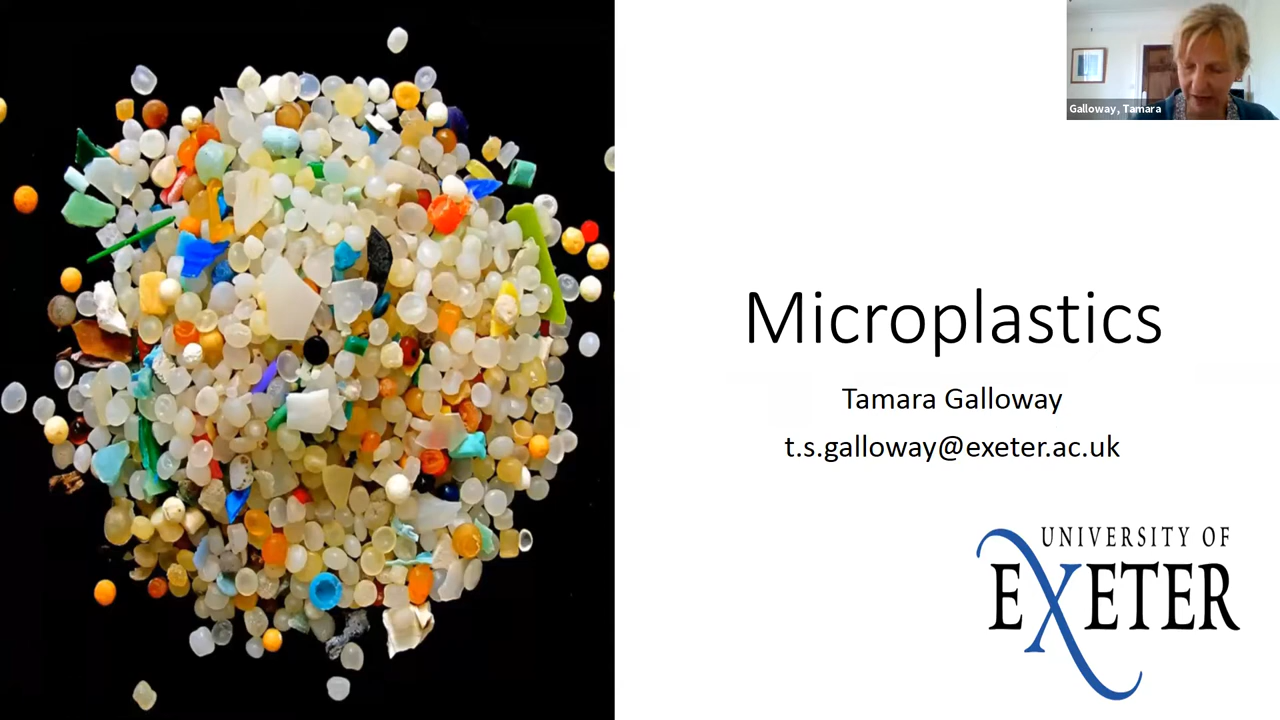 Galloway, Tamara
Microplastics
Tamara Galloway
t.s.galloway@exeter.ac.uk
UNIVERSITY OF
EXETER